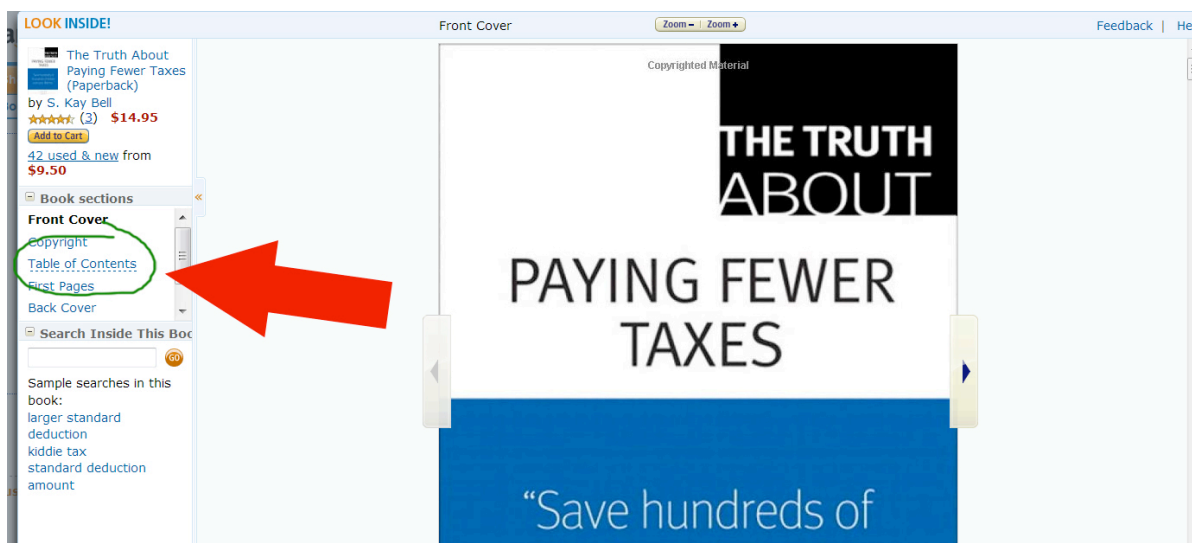 LOOK INSIDE!
Front Cover
Zoom –
Zoom +
Feedback |
The Truth About
Paying Fewer Taxes
(Paperback)
by S. Kay Bell
(3) $14.95
Add to Cart
42 used & new from
$9.50
Book sections
Front Cover
Copyright
Table of Contents
First Pages
Back Cover
Search Inside This
GO
Sample searches in this
book:
larger standard
deduction
kiddie tax
standard deduction
amount
Copyrighted Material
THE TRUTH
ABOUT
PAYING FEWER
TAXES
“Save hundreds of